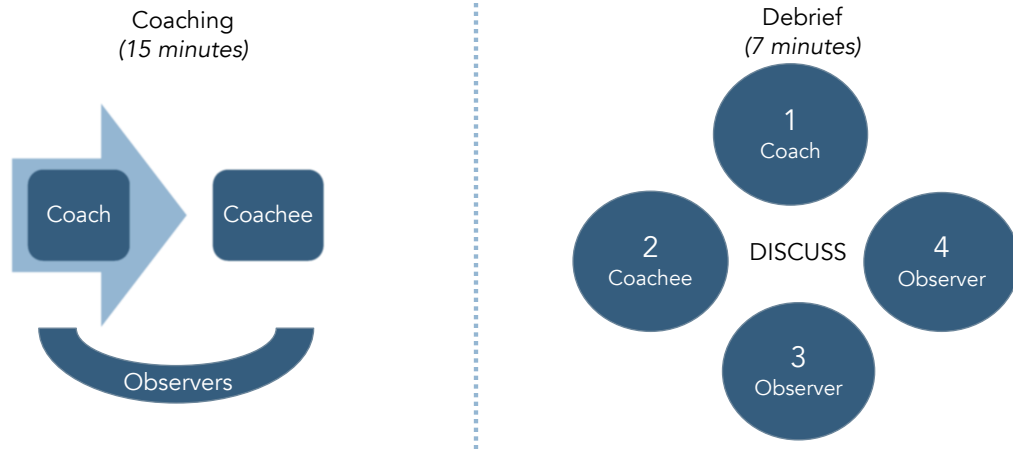 Coaching
(15 minutes)
Coach
Coachee
Observers
Debrief
(7 minutes)
1
Coach
2
Coachee
DISCUSS
4
Observer
3
Observer